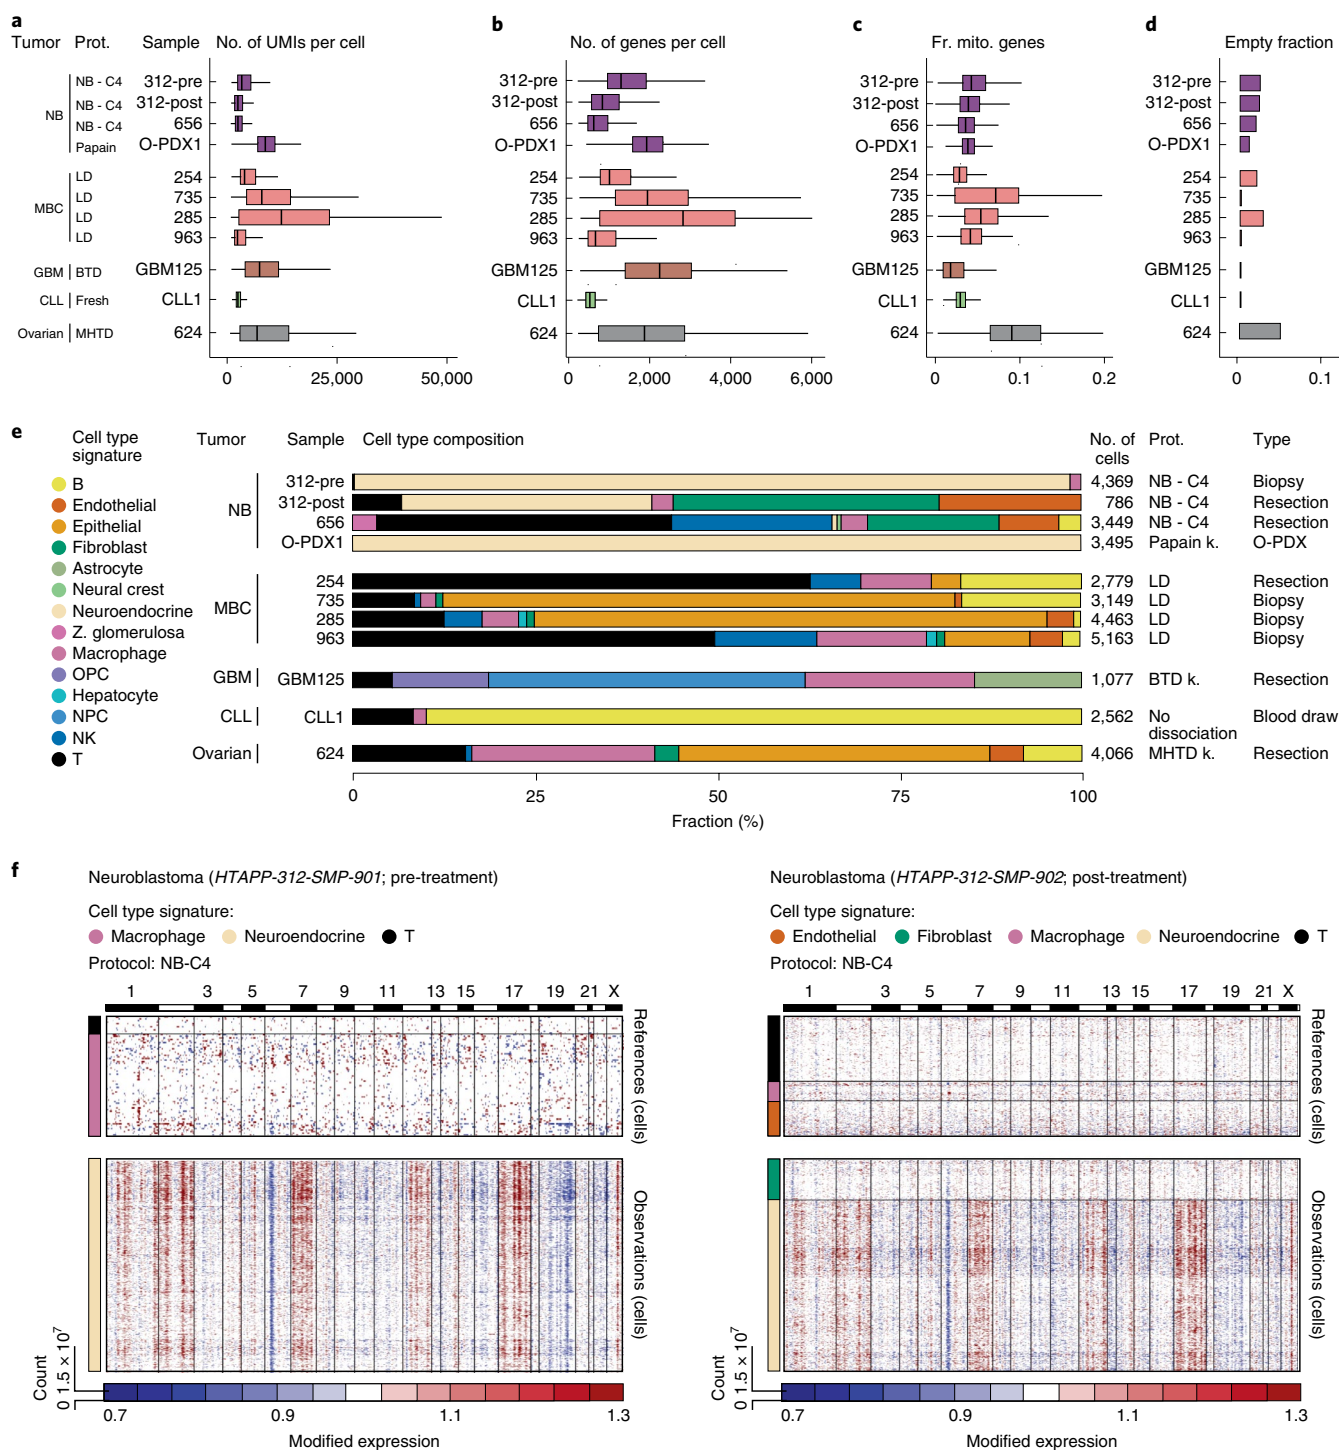 a
Tumor Prot. Sample No. of UMIs per cell
NB
NB - C4 312-pre
NB - C4 312-post
NB - C4 656
Papain O-PDX1
MBC
LD 254
LD 735
LD 285
LD 963
GBM BTD GBM125
CLL Fresh CLL1
Ovarian MHTD 624
0 25,000 50,000
b
No. of genes per cell
312-pre
312-post
656
O-PDX1
254
735
285
963
GBM125
CLL1
624
0 2,000 4,000 6,000
c
Fr. mito. genes
312-pre
312-post
656
O-PDX1
254
735
285
963
GBM125
CLL1
624
0 0.1 0.2
d
Empty fraction
312-pre
312-post
656
O-PDX1
254
735
285
963
GBM125
CLL1
624
0 0.1
e
Cell type
signature
B
Endothelial
Epithelial
Fibroblast
Astrocyte
Neural crest
Neuroendocrine
Z. glomerulosa
Macrophage
OPC
Hepatocyte
NPC
NK
T
Tumor Sample Cell type composition No. of
cells Prot. Type
NB
312-pre 4,369 NB - C4 Biopsy
312-post 786 NB - C4 Resection
656 3,449 NB - C4 Resection
O-PDX1 3,495 Papain k. O-PDX
MBC
254 2,779 LD Resection
735 3,149 LD Biopsy
285 4,463 LD Biopsy
963 5,163 LD Biopsy
GBM GBM125 1,077 BTD k. Resection
CLL CLL1 2,562 No
dissociation Blood draw
Ovarian 624 4,066 MHTD k. Resection
0 25 50 75 100
Fraction (%)
f
Neuroblastoma (HTAPP-312-SMP-901; pre-treatment)
Cell type signature:
Macrophage Neuroendocrine T
Protocol: NB-C4
1 3 5 7 9 11 13 15 17 19 21 X
References (cells)
Observations (cells)
Count
0 1.5 × 10⁷
0.7 0.9 1.1 1.3
Modified expression
Neuroblastoma (HTAPP-312-SMP-902; post-treatment)
Cell type signature:
Endothelial Fibroblast Macrophage Neuroendocrine T
Protocol: NB-C4
1 3 5 7 9 11 13 15 17 19 21 X
References (cells)
Observations (cells)
Count
0 1.5 × 10⁷
0.7 0.9 1.1 1.3
Modified expression